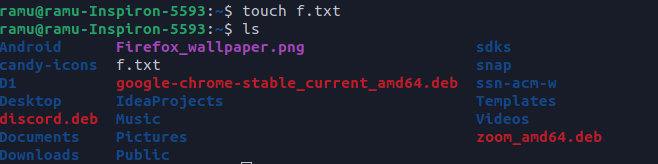 ramu@ramu-Inspiron-5593:~$ touch f.txt
ramu@ramu-Inspiron-5593:~$ ls
Android Firefox_wallpaper.png sdks
candy-icons f.txt snap
D1 google-chrome-stable_current_amd64.deb ssn-acm-w
Desktop IdeaProjects Templates
discord.deb Music Videos
Documents Pictures zoom_amd64.deb
Downloads Public